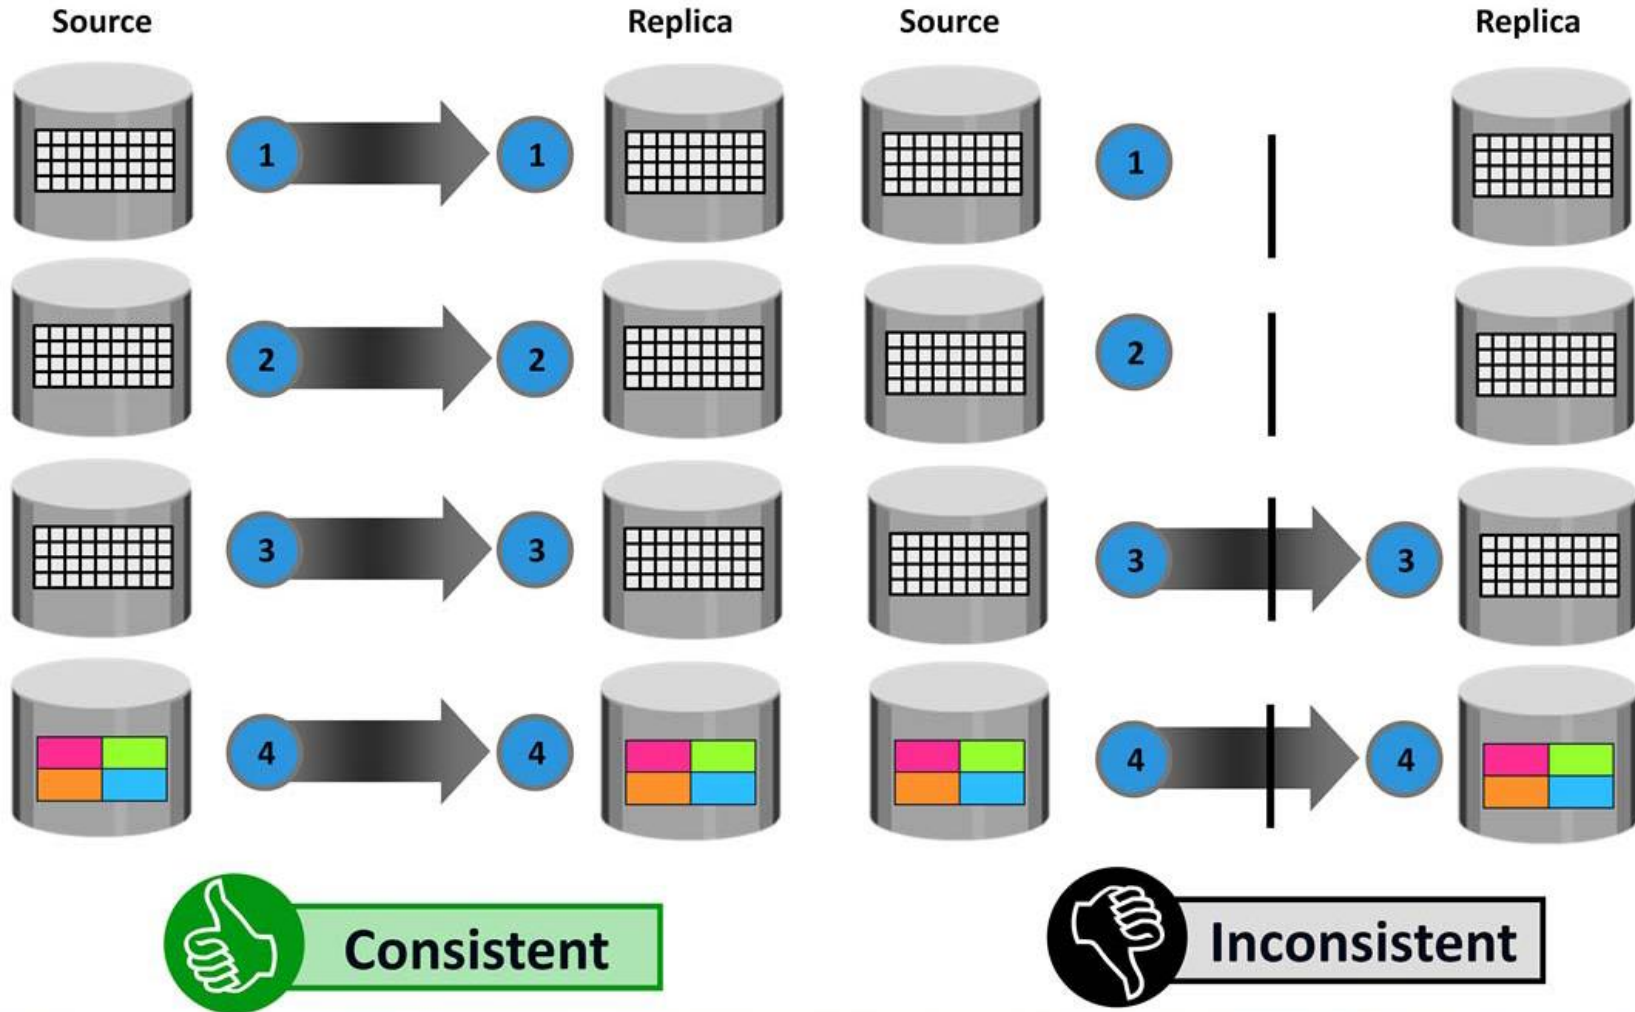 Source Replica Source Replica
1 1 1
2 2 2
3 3 3 3
4 4 4 4
Consistent Inconsistent